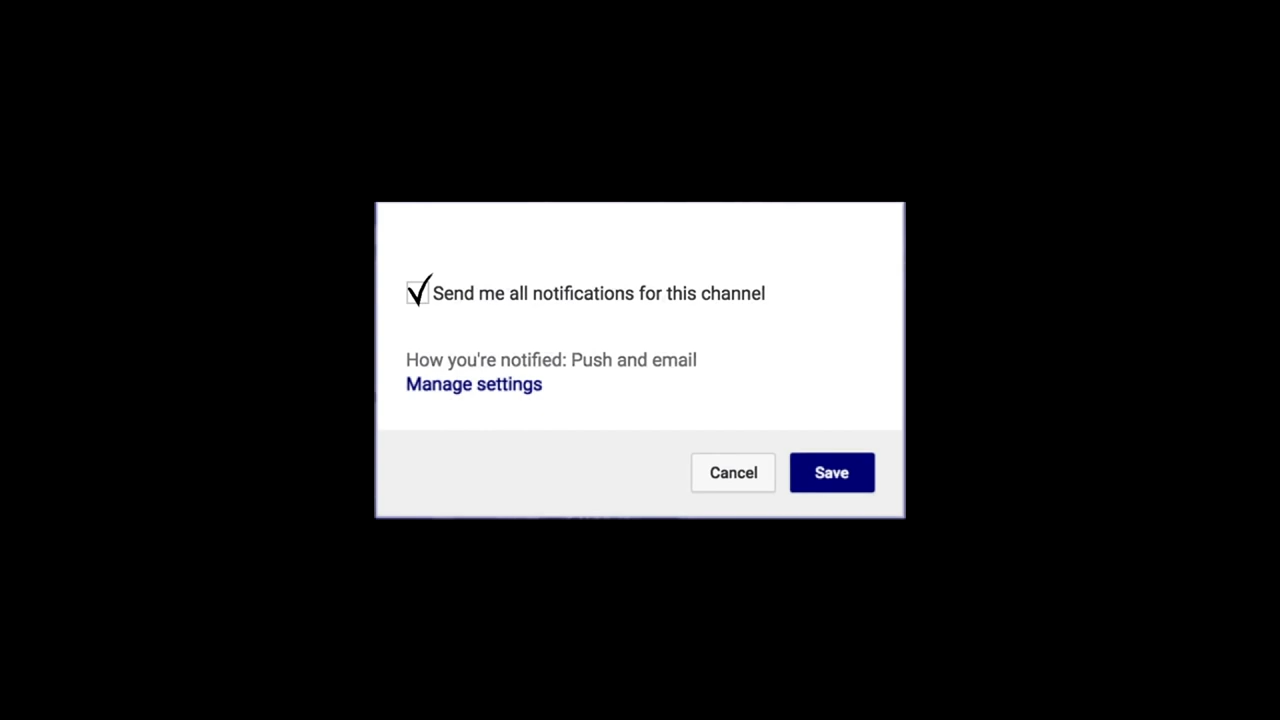 Send me all notifications for this channel
How you're notified: Push and email
Manage settings
Cancel
Save